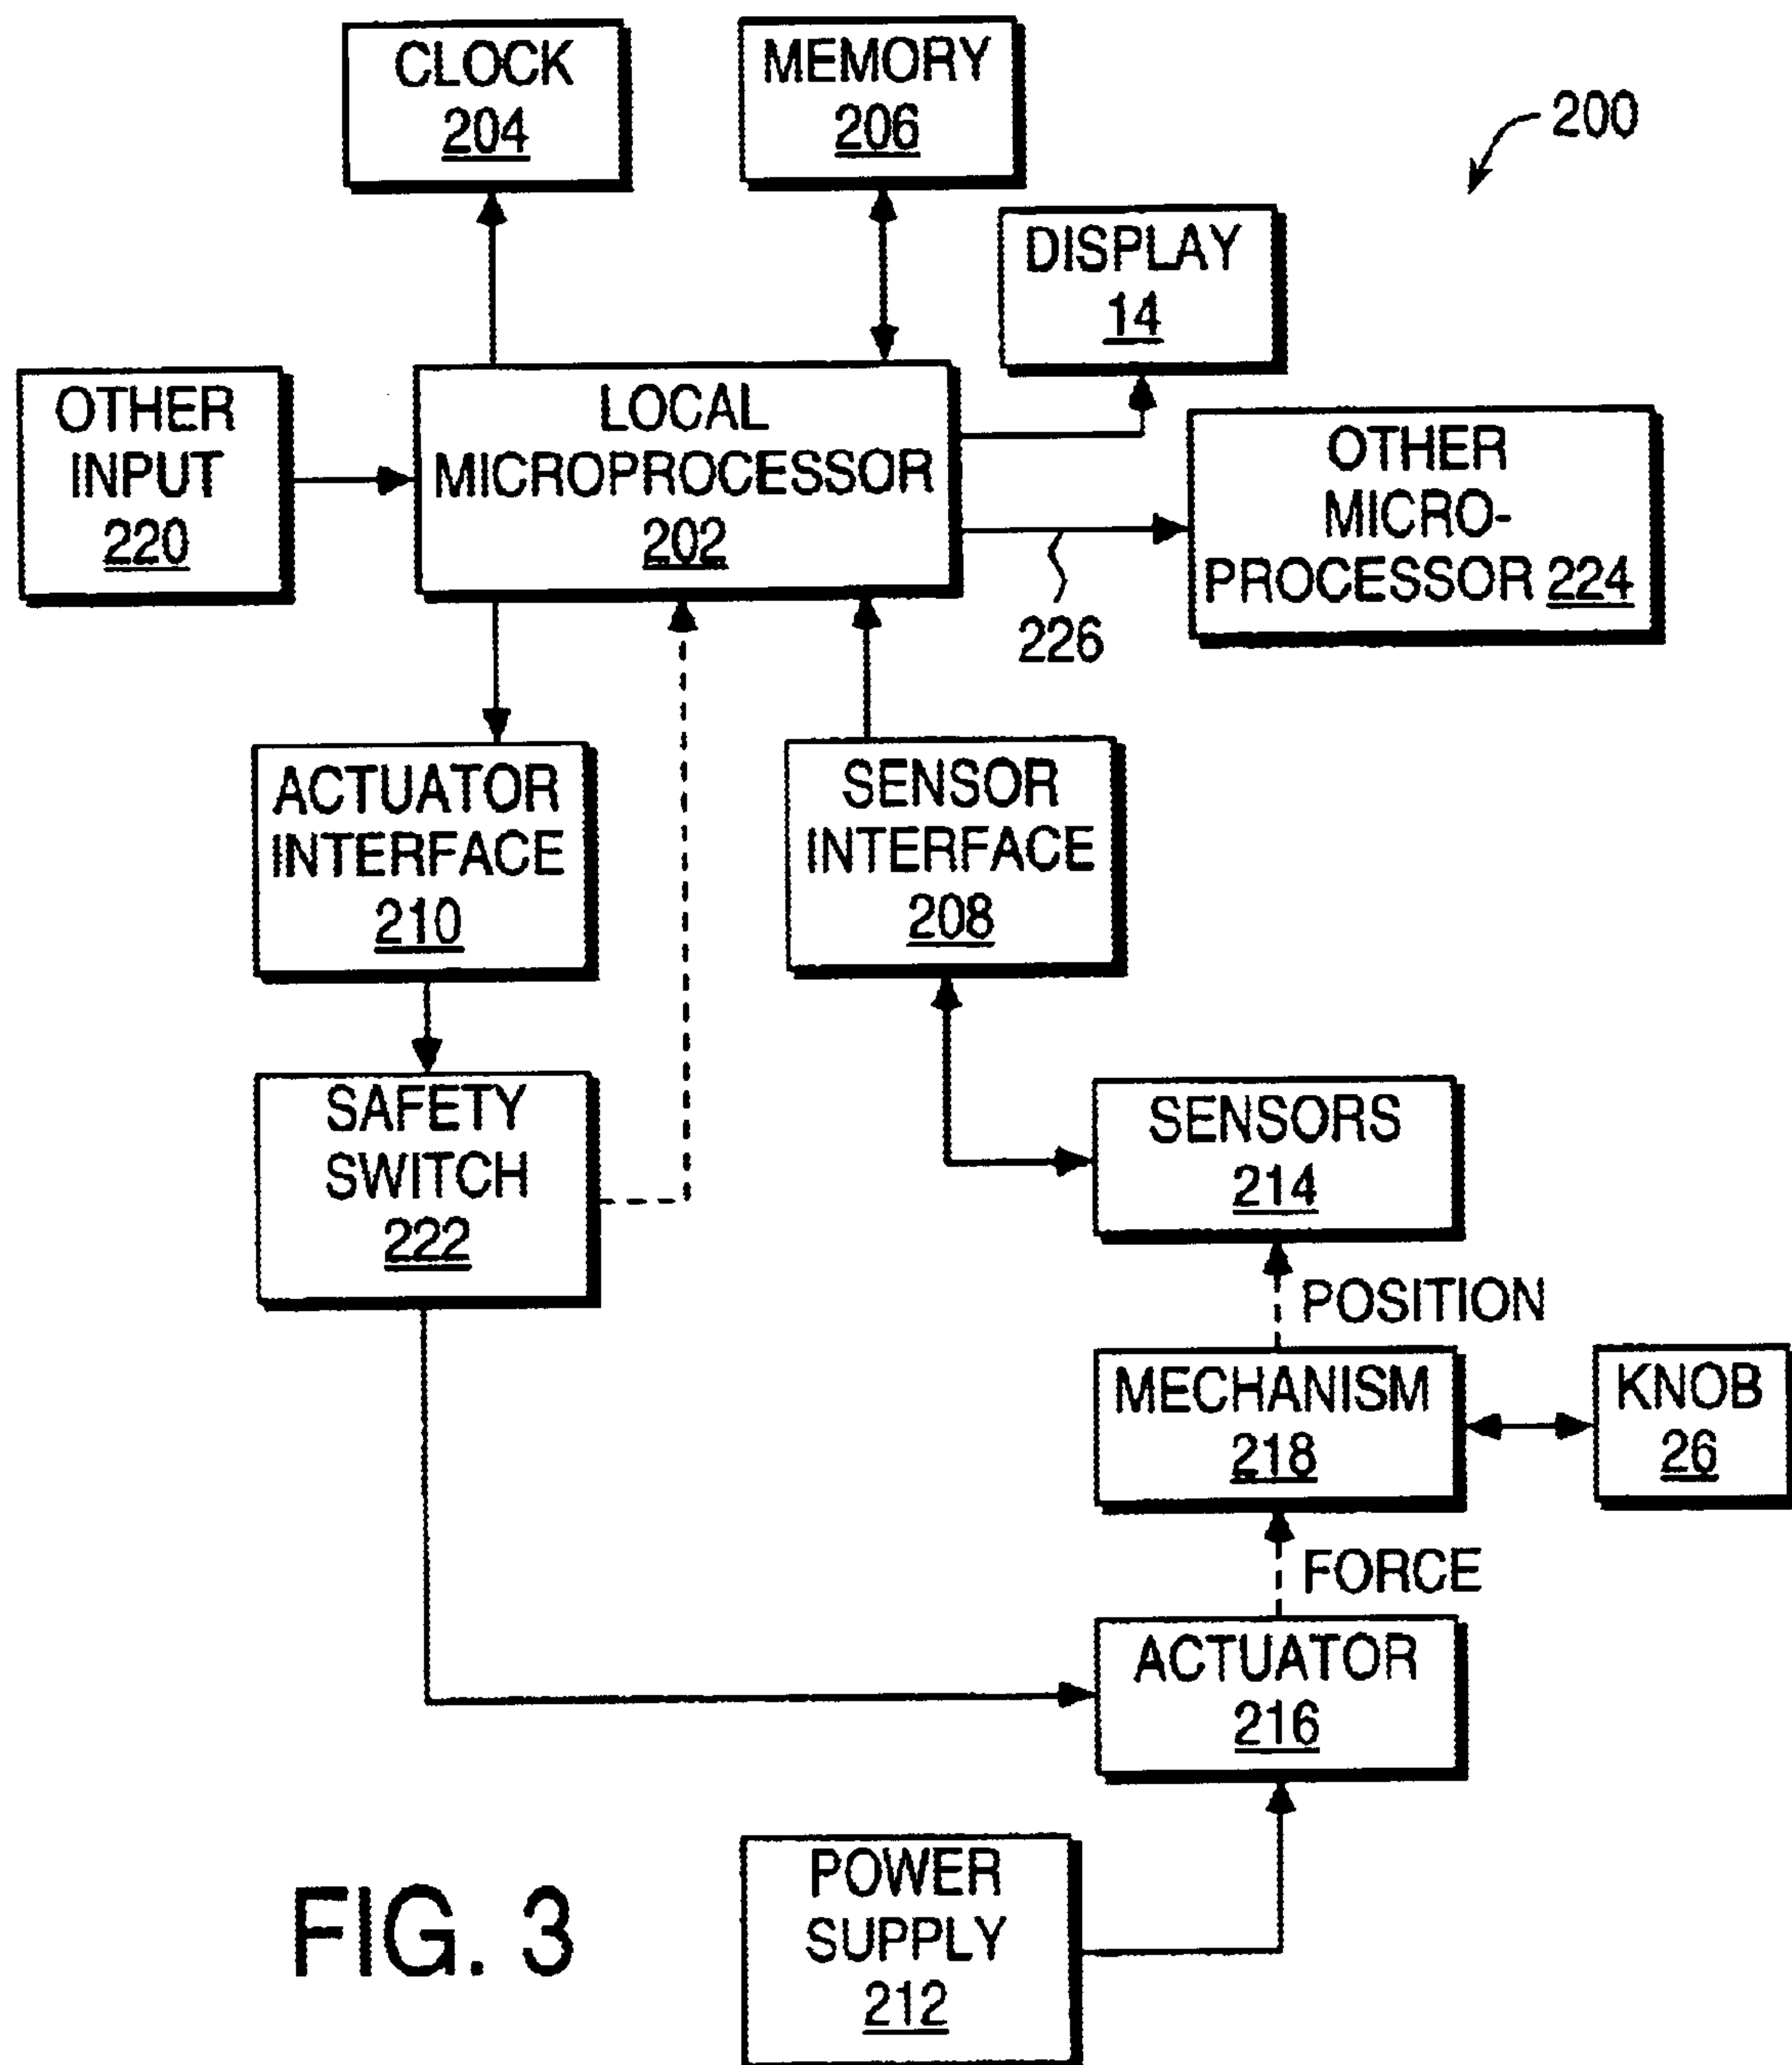 CLOCK
204
MEMORY
206
200
DISPLAY
14
OTHER
INPUT
220
LOCAL
MICROPROCESSOR
202
OTHER
MICRO-
PROCESSOR 224
226
ACTUATOR
INTERFACE
210
SENSOR
INTERFACE
208
SAFETY
SWITCH
222
SENSORS
214
POSITION
MECHANISM
218
KNOB
26
FORCE
ACTUATOR
216
POWER
SUPPLY
212
FIG. 3